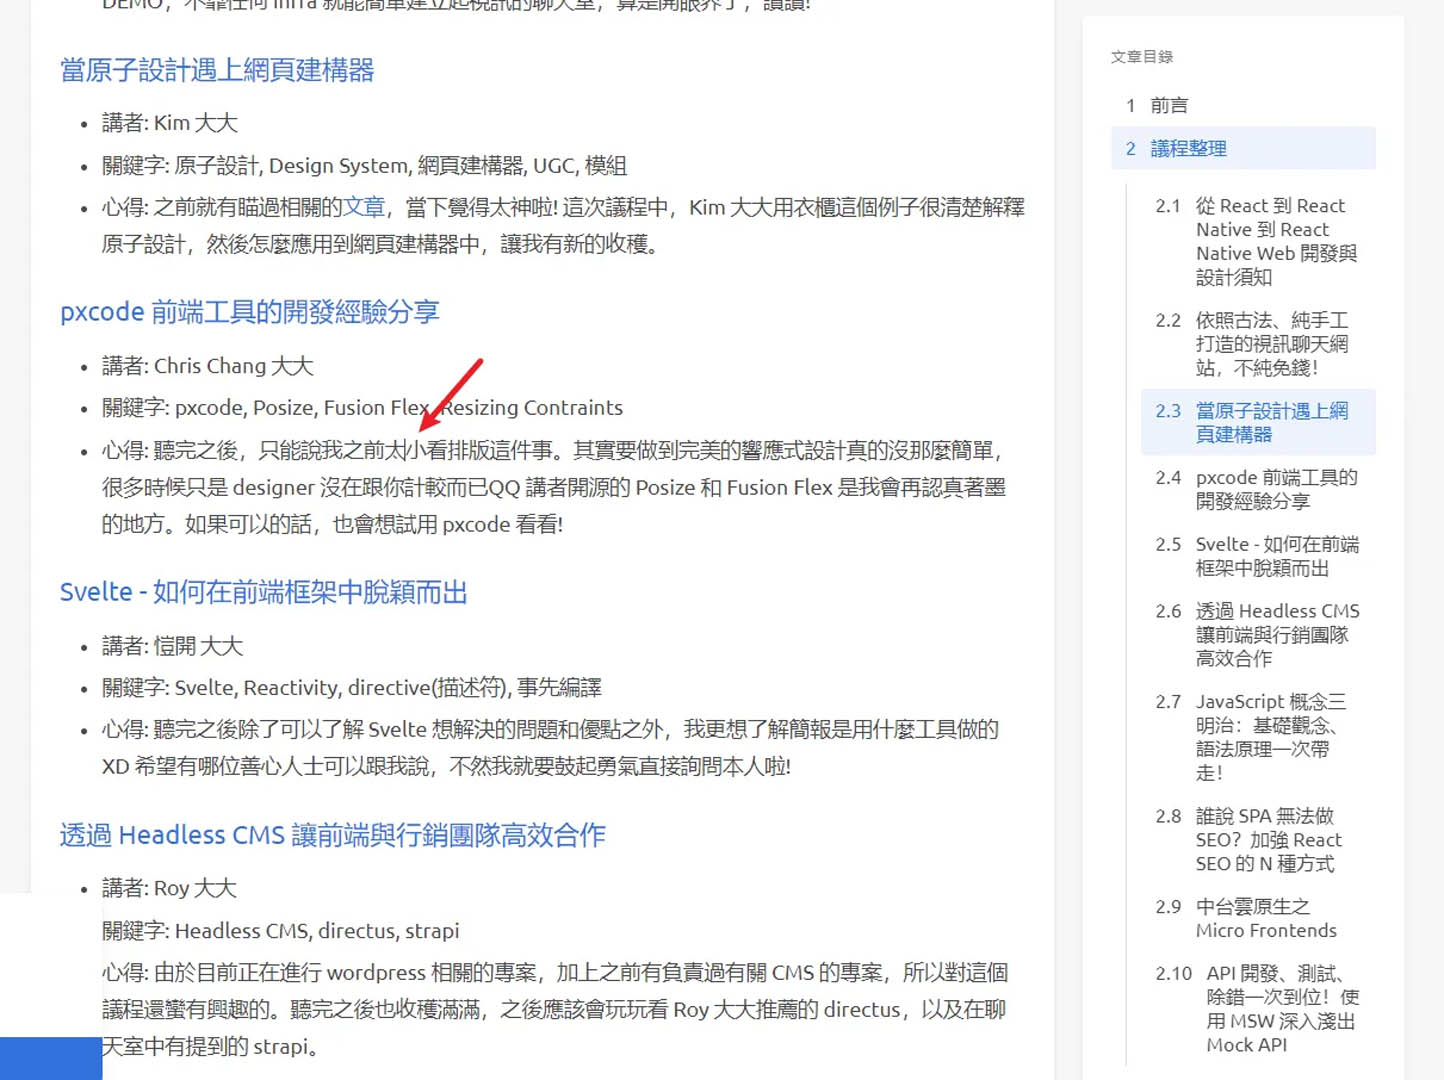 DEMO，不靠任何 infra 就能簡單建立起視訊的聊天室，算是開眼界了，讚讚!
當原子設計遇上網頁建構器
講者: Kim 大大
關鍵字: 原子設計, Design System, 網頁建構器, UGC, 模組
心得: 之前就有瞄過相關的文章，當下覺得太神啦! 這次議程中，Kim 大大用衣櫃這個例子很清楚解釋
原子設計，然後怎麼應用到網頁建構器中，讓我有新的收穫。
pxcode 前端工具的開發經驗分享
講者: Chris Chang 大大
關鍵字: pxcode, Posize, Fusion Flex, Resizing Contraints
心得: 聽完之後，只能說我之前太小看排版這件事。其實要做到完美的響應式設計真的沒那麼簡單，
很多時候只是 designer 沒在跟你計較而已QQ 講者開源的 Posize 和 Fusion Flex 是我會再認真著墨
的地方。如果可以的話，也會想試用 pxcode 看看!
Svelte - 如何在前端框架中脫穎而出
講者: 愷開 大大
關鍵字: Svelte, Reactivity, directive(描述符), 事先編譯
心得: 聽完之後除了可以了解 Svelte 想解決的問題和優點之外，我更想了解簡報是用什麼工具做的
XD 希望有哪位善心人士可以跟我說，不然我就要鼓起勇氣直接詢問本人啦!
透過 Headless CMS 讓前端與行銷團隊高效合作
講者: Roy 大大
關鍵字: Headless CMS, directus, strapi
心得: 由於目前正在進行 wordpress 相關的專案，加上之前有負責過有關 CMS 的專案，所以對這個
議程還蠻有興趣的。聽完之後也收穫滿滿，之後應該會玩玩看 Roy 大大推薦的 directus，以及在聊
天室中有提到的 strapi。
文章目錄
1 前言
2 議程整理
2.1 從 React 到 React
Native 到 React
Native Web 開發與
設計須知
2.2 依照古法、純手工
打造的視訊聊天網
站，不純免錢！
2.3 當原子設計遇上網
頁建構器
2.4 pxcode 前端工具的
開發經驗分享
2.5 Svelte - 如何在前端
框架中脫穎而出
2.6 透過 Headless CMS
讓前端與行銷團隊
高效合作
2.7 JavaScript 概念三
明治：基礎觀念、
語法原理一次帶
走！
2.8 誰說 SPA 無法做
SEO？加強 React
SEO 的 N 種方式
2.9 中台雲原生之
Micro Frontends
2.10 API 開發、測試、
除錯一次到位！使
用 MSW 深入淺出
Mock API